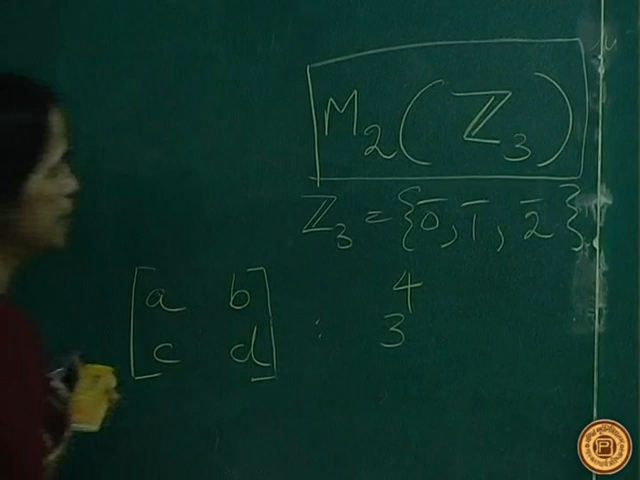 M₂(ℤ₃)
ℤ₃ = {0̄, 1̄, 2̄}.
[a b
c d] : 4
3